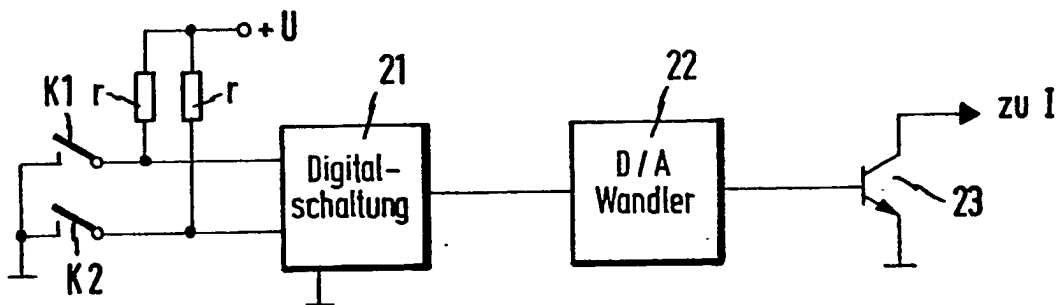 + U
21
22
K1
r
r
zu I
Digital-
schaltung
D / A
Wandler
23
K2